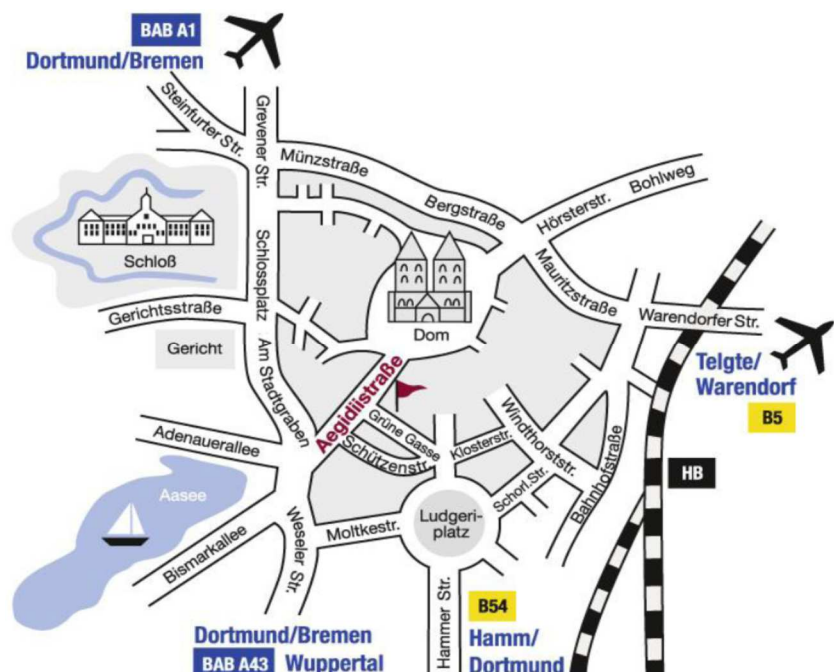 BAB A1
Dortmund/Bremen
Steinfurter Str.
Grevener Str.
Münzstraße
Bergstraße
Hörsterstr.
Bohlweg
Schloß
Schlossplatz
Mauritzstraße
Gerichtsstraße
Dom
Warendorfer Str.
Gericht
Am Stadtgraben
Aegidiistraße
Telgte/
Warendorf
B5
Adenauerallee
Grüne Gasse
Schützenstr.
Klosterstr.
Windthorststr.
Aasee
Schorl.Str.
Bahnhofstraße
HB
Bismarkallee
Weseler Str.
Moltkestr.
Ludgeri-
platz
Hammer Str.
B54
Hamm/
Dortmund
Dortmund/Bremen
BAB A43 Wuppertal